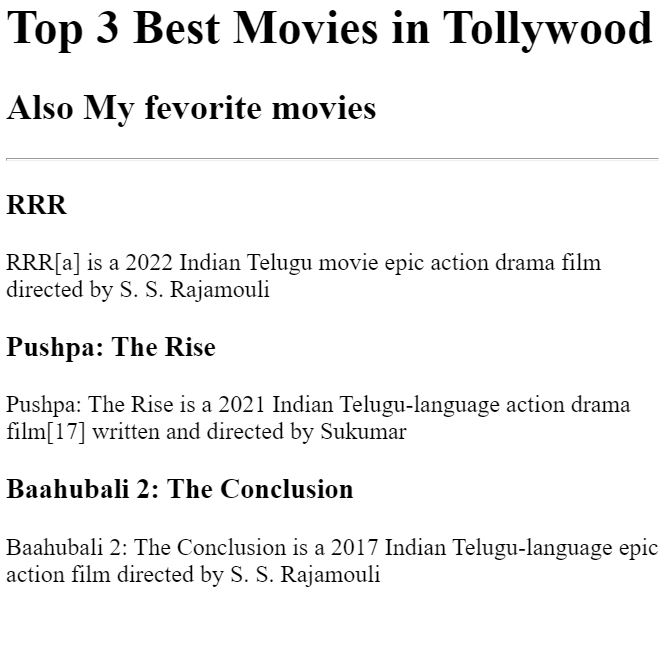 Top 3 Best Movies in Tollywood
Also My fevorite movies
RRR
RRR[a] is a 2022 Indian Telugu movie epic action drama film
directed by S. S. Rajamouli
Pushpa: The Rise
Pushpa: The Rise is a 2021 Indian Telugu-language action drama
film[17] written and directed by Sukumar
Baahubali 2: The Conclusion
Baahubali 2: The Conclusion is a 2017 Indian Telugu-language epic
action film directed by S. S. Rajamouli